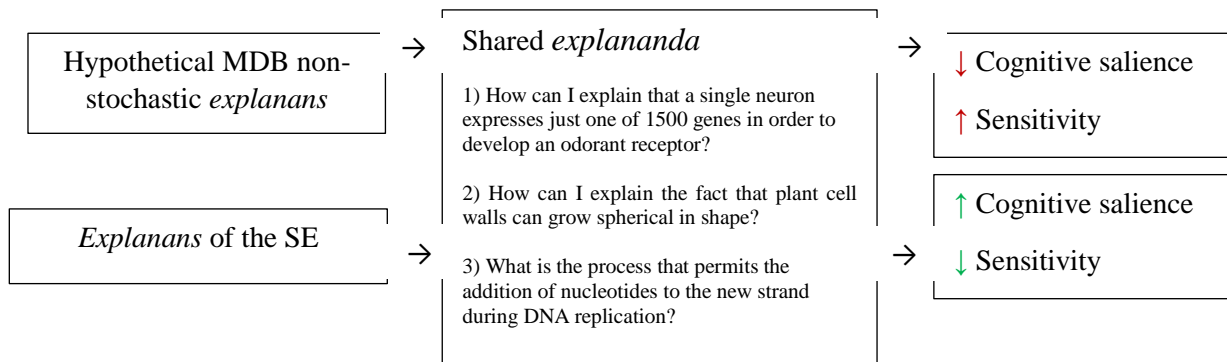 Hypothetical MDB non-
stochastic explanans
→
Shared explananda
1) How can I explain that a single neuron
expresses just one of 1500 genes in order to
develop an odorant receptor?
2) How can I explain the fact that plant cell
walls can grow spherical in shape?
3) What is the process that permits the
addition of nucleotides to the new strand
during DNA replication?
→
↓ Cognitive salience
↑ Sensitivity
Explanans of the SE
→
→
↑ Cognitive salience
↓ Sensitivity